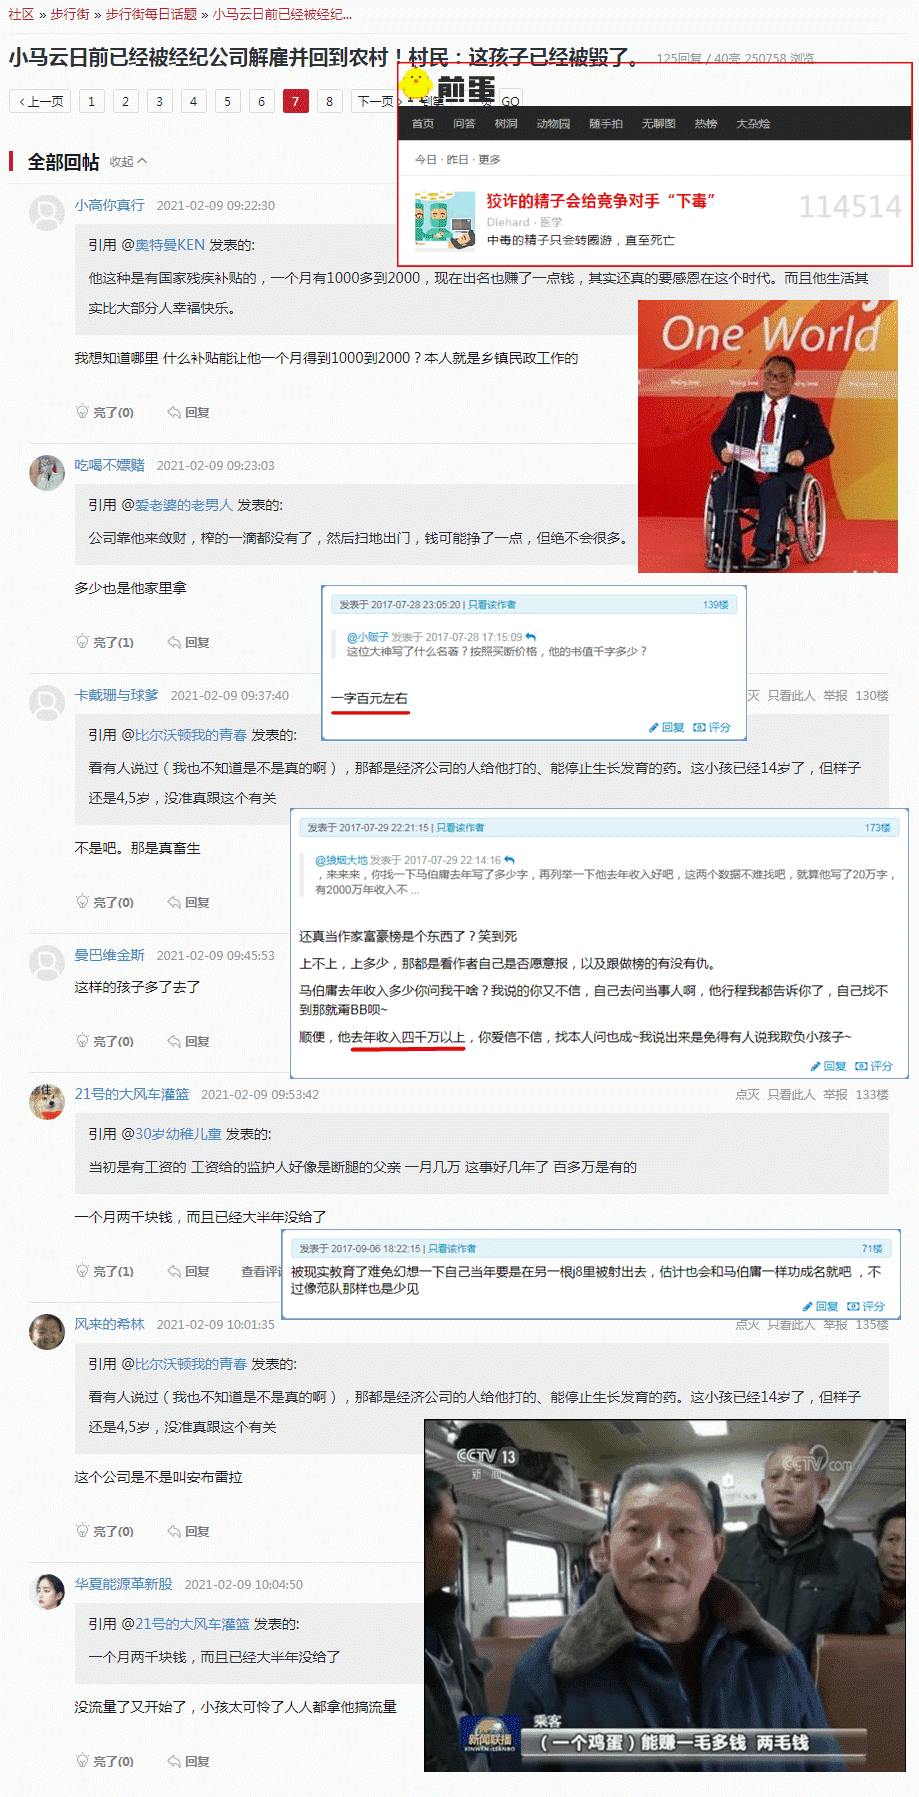 社区 » 步行街 » 步行街每日话题 » 小马云日前已经被经纪...
小马云日前已经被经纪公司解雇并回到农村！村民：这孩子已经被毁了。 125回复 / 40亮 250758 浏览
‹ 上一页 1 2 3 4 5 6 7 8 下一页 › 到第 页 GO
煎蛋
首页 问答 树洞 动物园 随手拍 无聊图 热榜 大杂烩
今日 · 昨日 · 更多
狡诈的精子会给竞争对手“下毒”
114514
Diehard · 医学
中毒的精子只会转圈游，直至死亡
全部回帖 收起
小高你真行 2021-02-09 09:22:30
引用 @奥特曼KEN 发表的:
他这种是有国家残疾补贴的，一个月有1000多到2000，现在出名也赚了一点钱，其实还真的要感恩在这个时代。而且他生活其
实比大部分人幸福快乐。
我想知道哪里 什么补贴能让他一个月得到1000到2000？本人就是乡镇民政工作的
亮了(0) 回复
One World
吃喝不嫖赌 2021-02-09 09:23:03
引用 @爱老婆的老男人 发表的:
公司靠他来敛财，榨的一滴都没有了，然后扫地出门，钱可能挣了一点，但绝不会很多。
多少也是他家里拿
亮了(1) 回复
发表于 2017-07-28 23:05:20 | 只看该作者 139楼
@小贩子 发表于 2017-07-28 17:15:09
这位大神写了什么名著？按照买断价格，他的书值千字多少？
一字百元左右
回复 评分
卡戴珊与球爹 2021-02-09 09:37:40 灭 只看此人 举报 130楼
引用 @比尔沃顿我的青春 发表的:
看有人说过（我也不知道是不是真的啊），那都是经济公司的人给他打的、能停止生长发育的药。这小孩已经14岁了，但样子
还是4,5岁，没准真跟这个有关
不是吧。那是真畜生
亮了(0) 回复
发表于 2017-07-29 22:21:15 | 只看该作者 173楼
@狼烟大地 发表于 2017-07-29 22:14:16
，来来来，你找一下马伯庸去年写了多少字，再列举一下他去年收入好吧，这两个数据不难找吧，就算他写了20万字，
有2000万年收入不 ...
还真当作家富豪榜是个东西了？笑到死
上不上，上多少，那都是看作者自己是否愿意报，以及跟做榜的有没有仇。
马伯庸去年收入多少你问我干啥？我说的你又不信，自己去问当事人啊，他行程我都告诉你了，自己找不
到那就甭BB呗~
顺便，他去年收入四千万以上，你爱信不信，找本人问也成~我说出来是免得有人说我欺负小孩子~
回复 评分
曼巴维金斯 2021-02-09 09:45:53
这样的孩子多了去了
亮了(0) 回复
21号的大风车灌篮 2021-02-09 09:53:42 点灭 只看此人 举报 133楼
引用 @30岁幼稚儿童 发表的:
当初是有工资的 工资给的监护人好像是断腿的父亲 一月几万 这事好几年了 百多万是有的
一个月两千块钱，而且已经大半年没给了
亮了(1) 回复 查看评论
发表于 2017-09-06 18:22:15 | 只看该作者 71楼
被现实教育了难免幻想一下自己当年要是在另一根j8里被射出去，估计也会和马伯庸一样功成名就吧 ，不
过像范队那样也是少见
回复 评分
风来的希林 2021-02-09 10:01:35 点灭 只看此人 举报 135楼
引用 @比尔沃顿我的青春 发表的:
看有人说过（我也不知道是不是真的啊），那都是经济公司的人给他打的、能停止生长发育的药。这小孩已经14岁了，但样子
还是4,5岁，没准真跟这个有关
这个公司是不是叫安布雷拉
亮了(0) 回复
CCTV 13
新闻
CCTV.com
华夏能源革新股 2021-02-09 10:04:50
引用 @21号的大风车灌篮 发表的:
一个月两千块钱，而且已经大半年没给了
没流量了又开始了，小孩太可怜了人人都拿他搞流量
亮了(0) 回复
乘客
新闻联播
XINWEN LIANBO
（一个鸡蛋）能赚一毛多钱 两毛钱